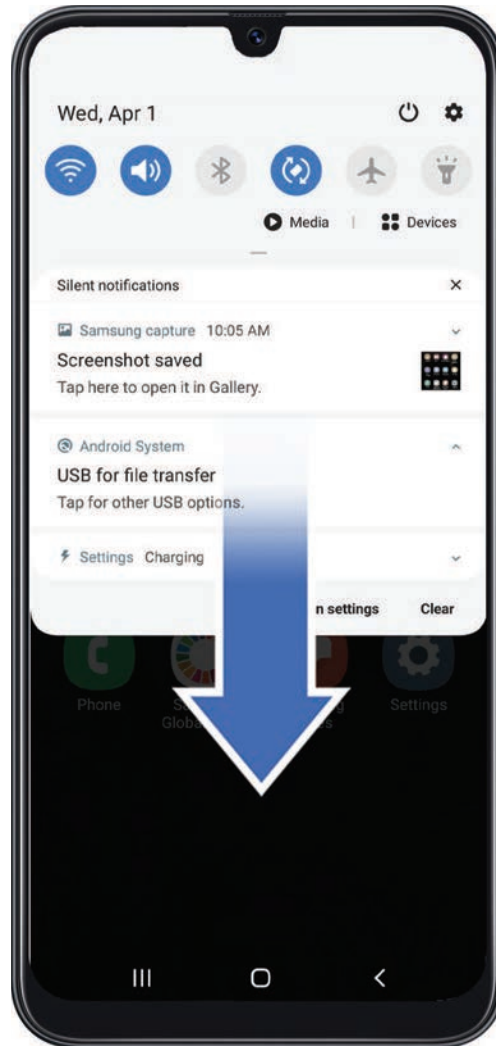 Wed, Apr 1
Media | Devices
Silent notifications
Samsung capture 10:05 AM
Screenshot saved
Tap here to open it in Gallery.
Android System
USB for file transfer
Tap for other USB options.
Settings Charging
n settings Clear
Phone Settings